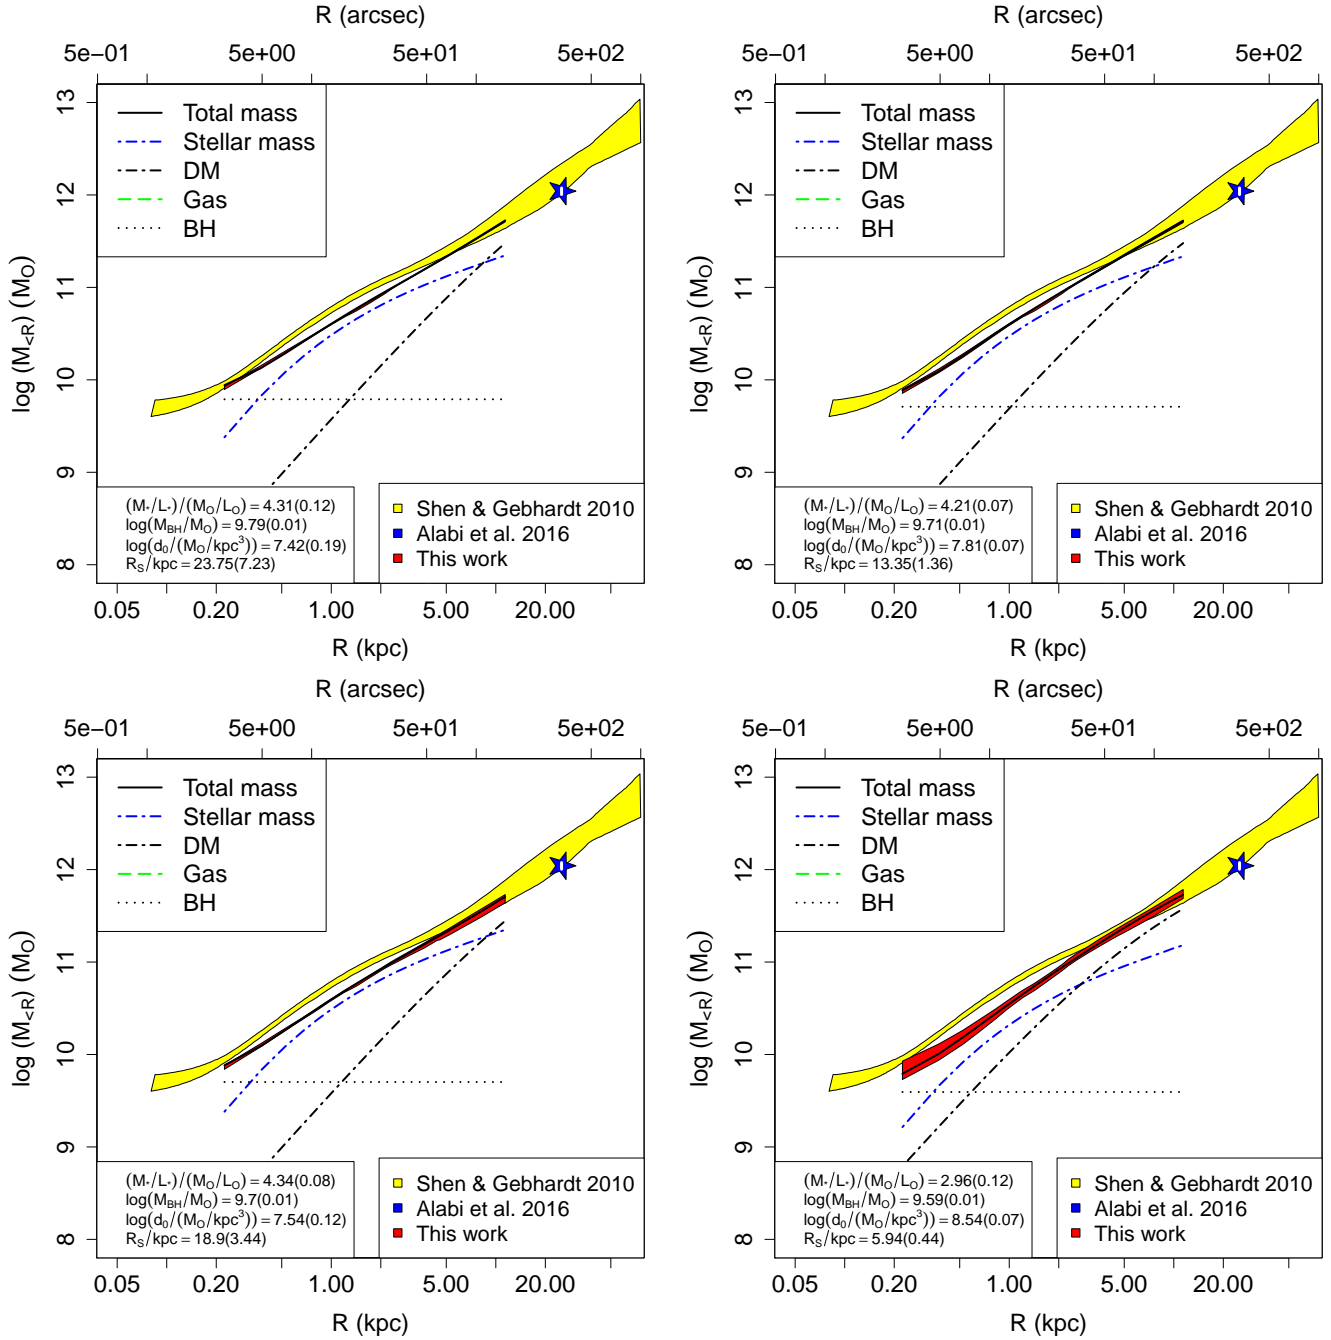 R (arcsec)
5e−01 5e+00 5e+01 5e+02
13
12
11
10
9
8
log (M<R) (MO)
Total mass
Stellar mass
DM
Gas
BH
(M*/L*)/(MO/LO) = 4.31(0.12)
log(MBH/MO) = 9.79(0.01)
log(d0/(MO/kpc3)) = 7.42(0.19)
RS/kpc = 23.75(7.23)
Shen & Gebhardt 2010
Alabi et al. 2016
This work
0.05 0.20 1.00 5.00 20.00
R (kpc)
R (arcsec)
5e−01 5e+00 5e+01 5e+02
13
12
11
10
9
8
log (M<R) (MO)
Total mass
Stellar mass
DM
Gas
BH
(M*/L*)/(MO/LO) = 4.21(0.07)
log(MBH/MO) = 9.71(0.01)
log(d0/(MO/kpc3)) = 7.81(0.07)
RS/kpc = 13.35(1.36)
Shen & Gebhardt 2010
Alabi et al. 2016
This work
0.05 0.20 1.00 5.00 20.00
R (kpc)
R (arcsec)
5e−01 5e+00 5e+01 5e+02
13
12
11
10
9
8
log (M<R) (MO)
Total mass
Stellar mass
DM
Gas
BH
(M*/L*)/(MO/LO) = 4.34(0.08)
log(MBH/MO) = 9.7(0.01)
log(d0/(MO/kpc3)) = 7.54(0.12)
RS/kpc = 18.9(3.44)
Shen & Gebhardt 2010
Alabi et al. 2016
This work
0.05 0.20 1.00 5.00 20.00
R (kpc)
R (arcsec)
5e−01 5e+00 5e+01 5e+02
13
12
11
10
9
8
log (M<R) (MO)
Total mass
Stellar mass
DM
Gas
BH
(M*/L*)/(MO/LO) = 2.96(0.12)
log(MBH/MO) = 9.59(0.01)
log(d0/(MO/kpc3)) = 8.54(0.07)
RS/kpc = 5.94(0.44)
Shen & Gebhardt 2010
Alabi et al. 2016
This work
0.05 0.20 1.00 5.00 20.00
R (kpc)